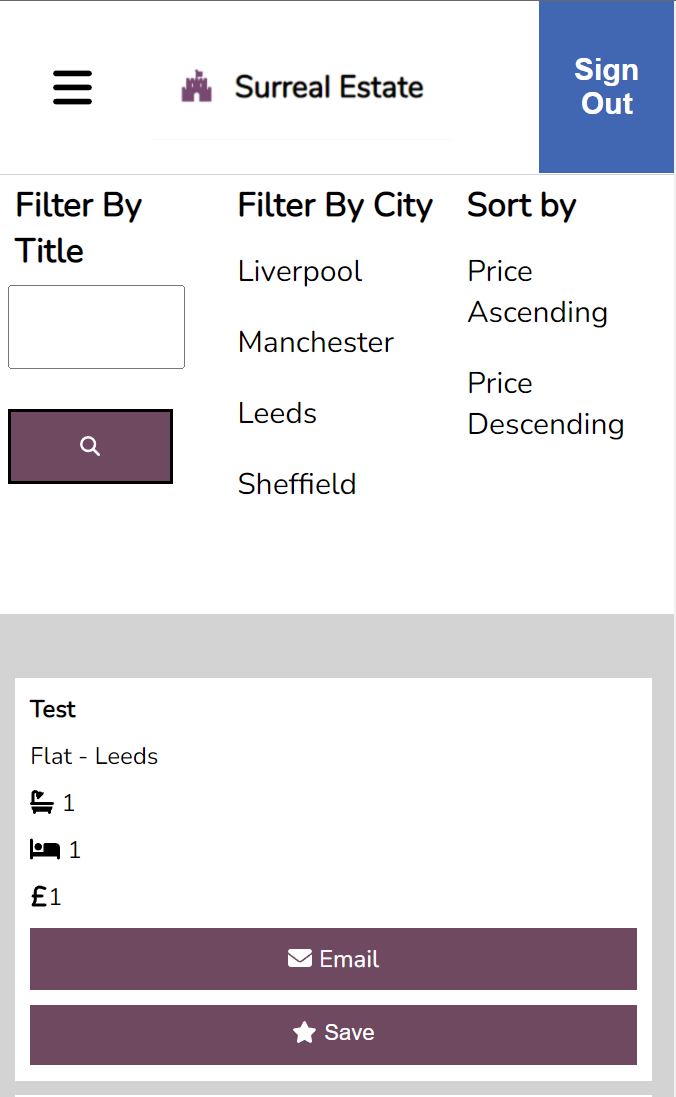 Surreal Estate
Sign
Out
Filter By
Title
Filter By City
Liverpool
Manchester
Leeds
Sheffield
Sort by
Price
Ascending
Price
Descending
Test
Flat - Leeds
1
1
£1
Email
Save